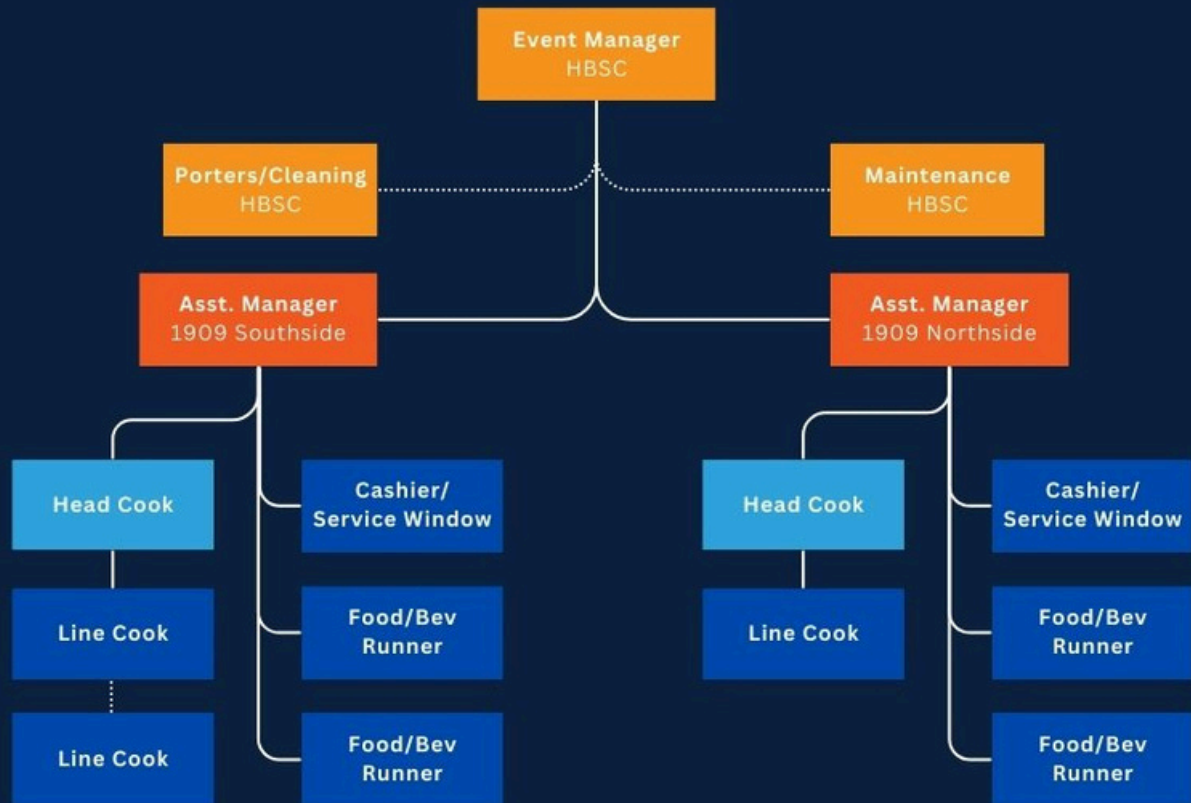 Event Manager
HBSC
Porters/Cleaning
HBSC
Maintenance
HBSC
Asst. Manager
1909 Southside
Asst. Manager
1909 Northside
Head Cook
Cashier/
Service Window
Head Cook
Cashier/
Service Window
Line Cook
Food/Bev
Runner
Line Cook
Food/Bev
Runner
Line Cook
Food/Bev
Runner
Food/Bev
Runner